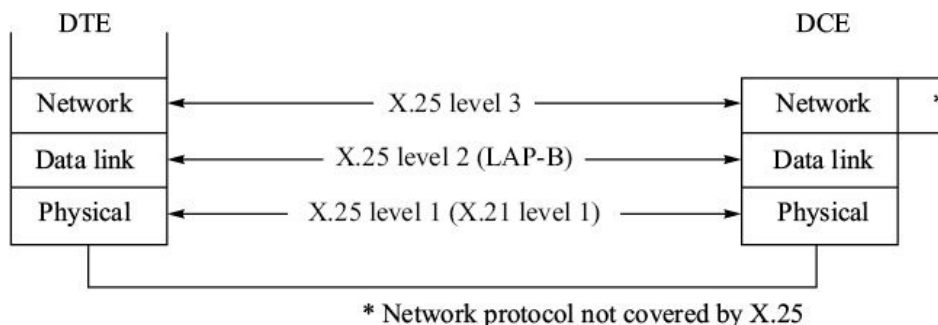 DTE DCE
Network X.25 level 3 Network *
Data link X.25 level 2 (LAP-B) Data link
Physical X.25 level 1 (X.21 level 1) Physical
* Network protocol not covered by X.25